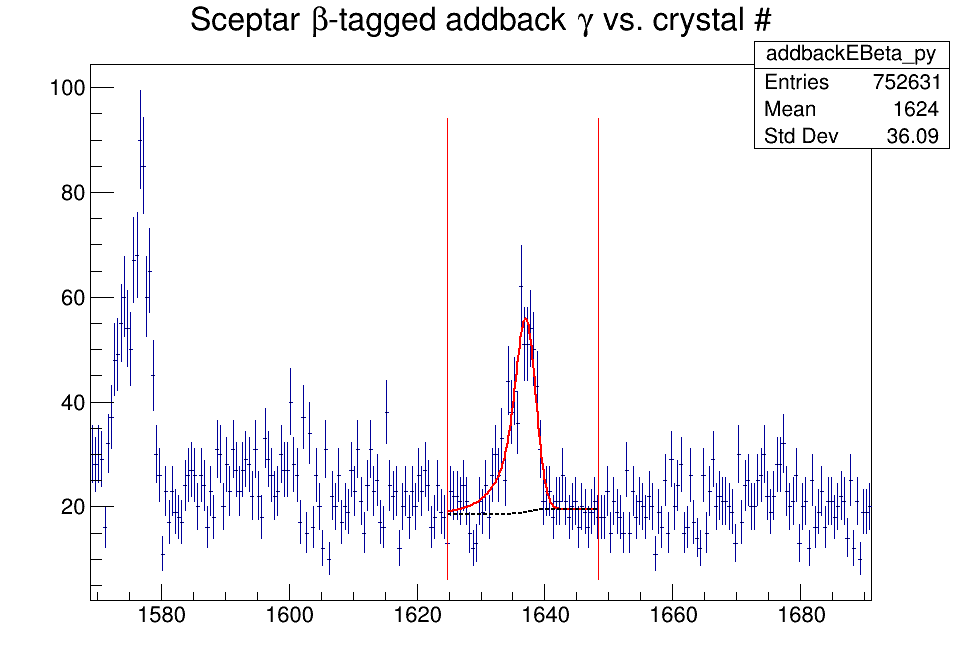 Sceptar β-tagged addback γ vs. crystal #
addbackEBeta_py
Entries 752631
Mean 1624
Std Dev 36.09
100
80
60
40
20
1580 1600 1620 1640 1660 1680